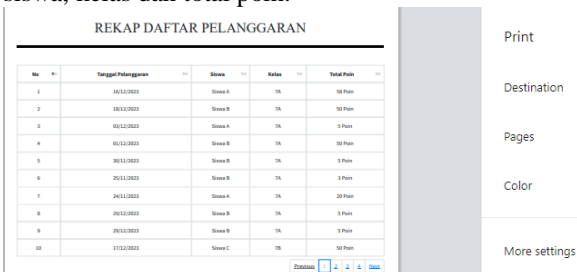 siswa, kelas dan total poin.
REKAP DAFTAR PELANGGARAN
No Tanggal Pelanggaran Siswa Kelas Total Poin
1 16/12/2023 Siswa A 7A 58 Poin
2 18/12/2023 Siswa B 7A 50 Poin
3 03/12/2023 Siswa A 7A 5 Poin
4 01/12/2023 Siswa B 7A 50 Poin
5 30/11/2023 Siswa B 7A 5 Poin
6 25/11/2023 Siswa B 7A 3 Poin
7 24/11/2023 Siswa A 7A 20 Poin
8 20/12/2023 Siswa B 7A 5 Poin
9 20/12/2023 Siswa B 7A 5 Poin
10 17/12/2023 Siswa C 7B 50 Poin
Previous 1 2 3 4 Next
Print
Destination
Pages
Color
More settings